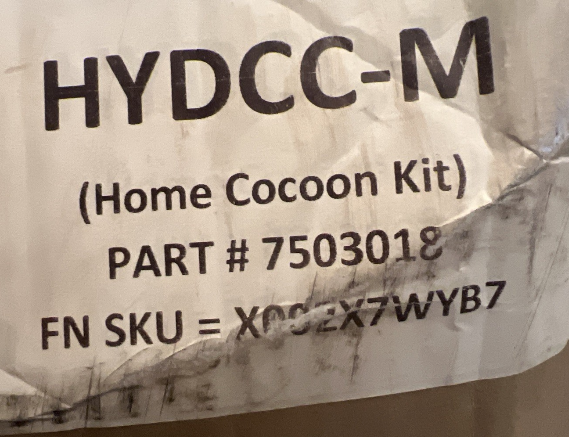 HYDCC-M
(Home Cocoon Kit)
PART # 7503018
FN SKU =